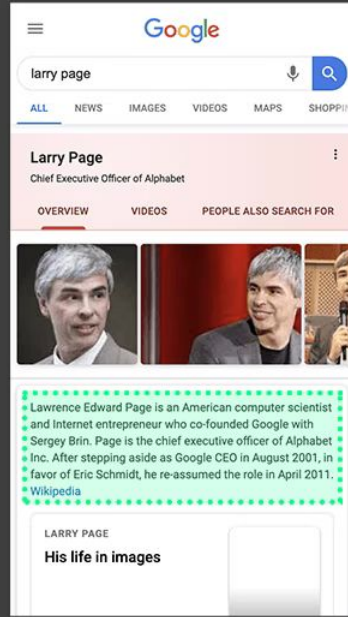 Google
larry page
ALL NEWS IMAGES VIDEOS MAPS SHOPPIN
Larry Page
Chief Executive Officer of Alphabet
OVERVIEW VIDEOS PEOPLE ALSO SEARCH FOR
Lawrence Edward Page is an American computer scientist
and Internet entrepreneur who co-founded Google with
Sergey Brin. Page is the chief executive officer of Alphabet
Inc. After stepping aside as Google CEO in August 2001, in
favor of Eric Schmidt, he re-assumed the role in April 2011.
Wikipedia
LARRY PAGE
His life in images